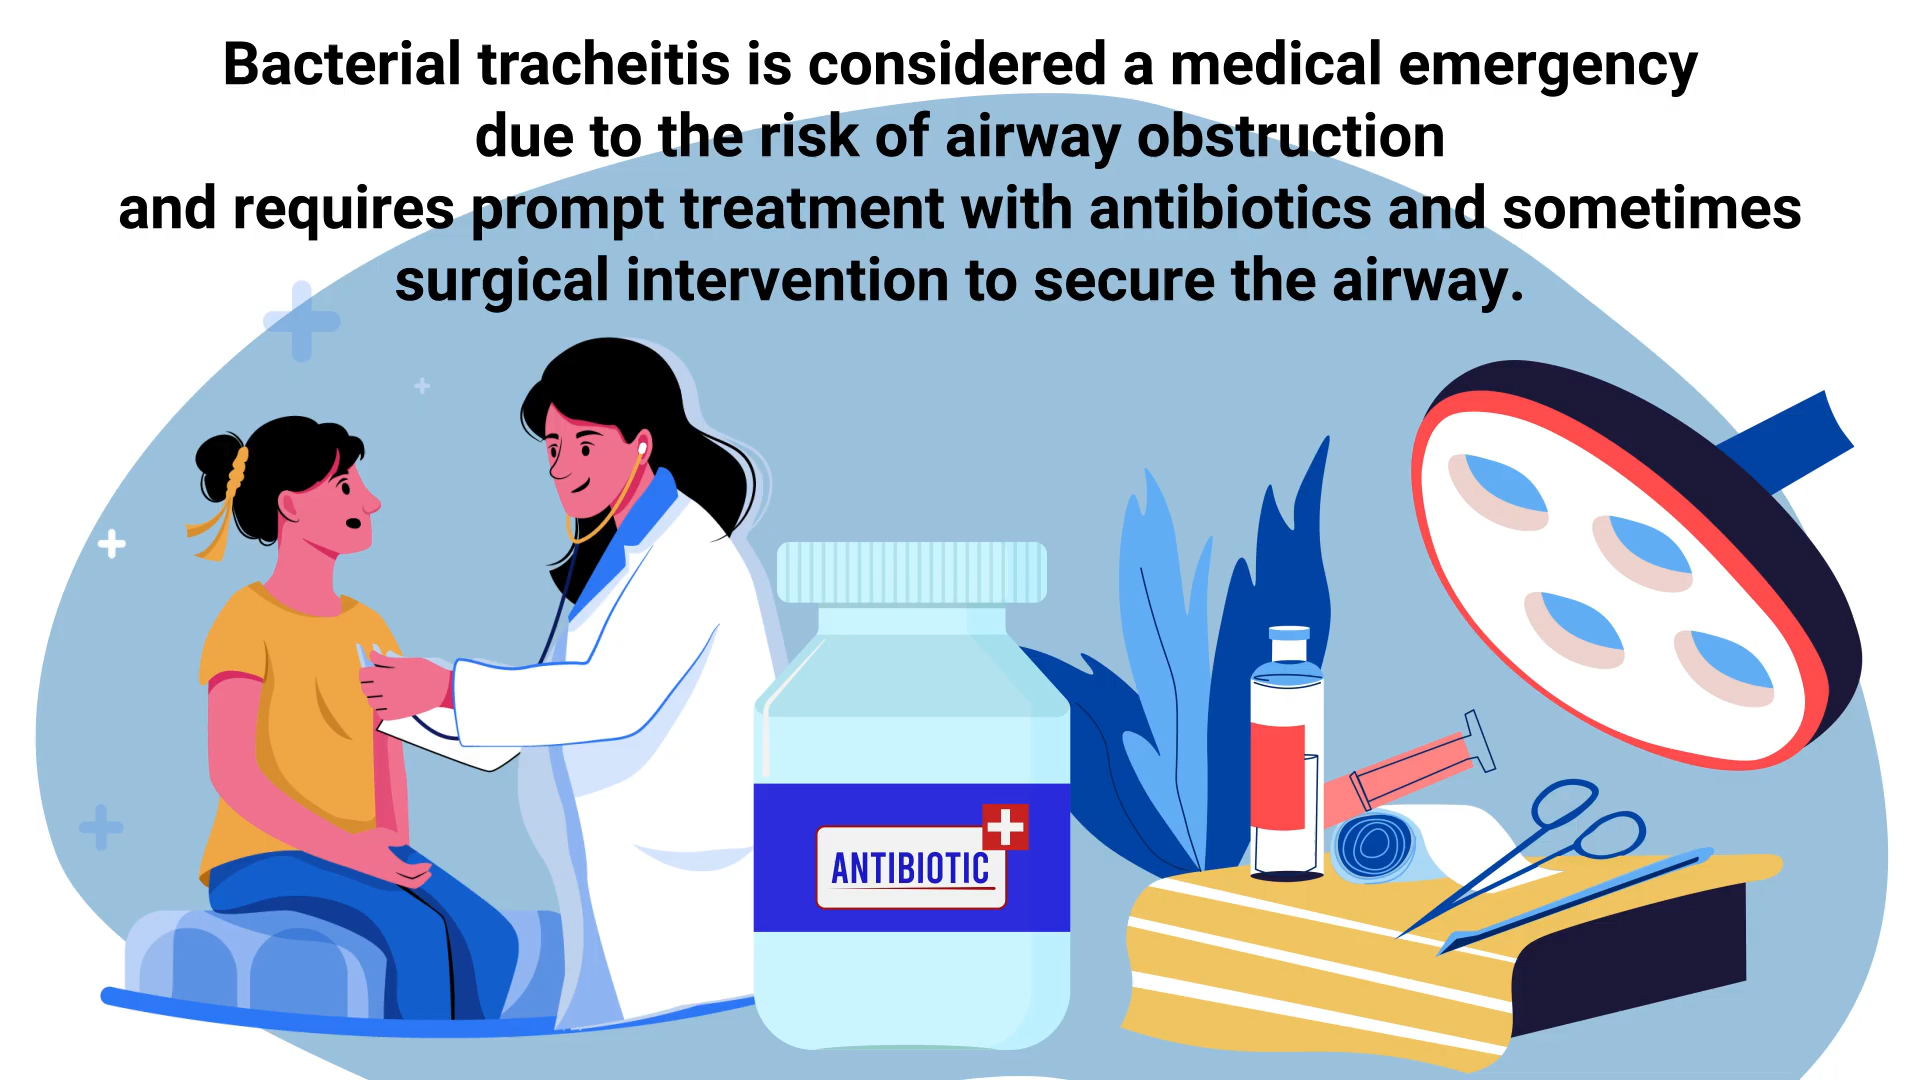 Bacterial tracheitis is considered a medical emergency
due to the risk of airway obstruction
and requires prompt treatment with antibiotics and sometimes
surgical intervention to secure the airway.
ANTIBIOTIC